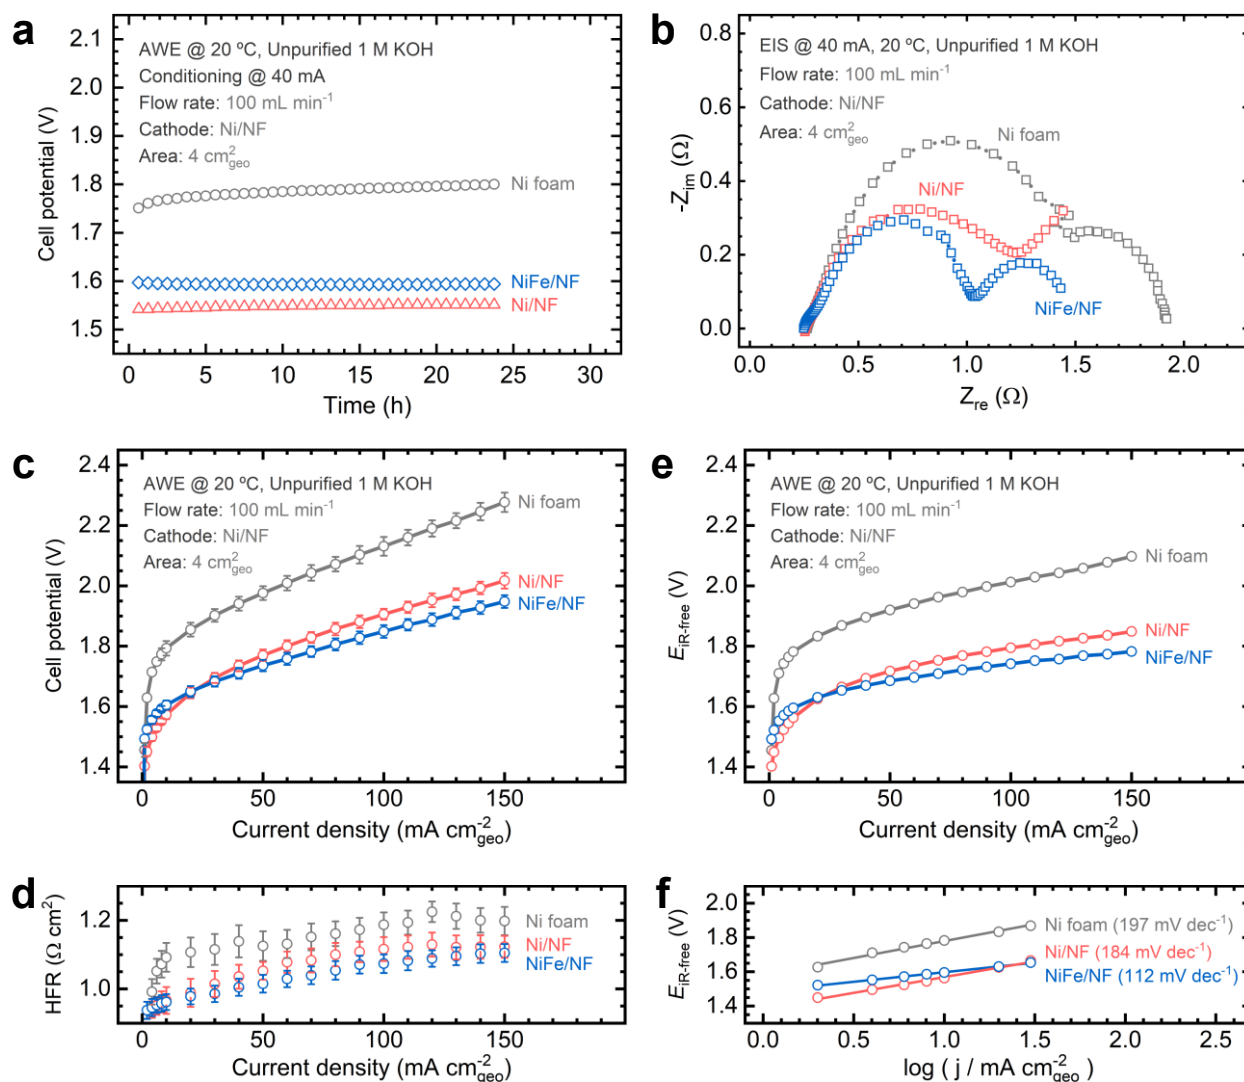 a
AWE @ 20 ºC, Unpurified 1 M KOH
Conditioning @ 40 mA
Flow rate: 100 mL min⁻¹
Cathode: Ni/NF
Area: 4 cm²geo
Ni foam
NiFe/NF
Ni/NF
Cell potential (V)
2.1
2.0
1.9
1.8
1.7
1.6
1.5
0 5 10 15 20 25 30
Time (h)
b
EIS @ 40 mA, 20 ºC, Unpurified 1 M KOH
Flow rate: 100 mL min⁻¹
Cathode: Ni/NF
Area: 4 cm²geo
Ni foam
Ni/NF
NiFe/NF
-Zim (Ω)
0.8
0.6
0.4
0.2
0.0
0.0 0.5 1.0 1.5 2.0
Zre (Ω)
c
AWE @ 20 ºC, Unpurified 1 M KOH
Flow rate: 100 mL min⁻¹
Cathode: Ni/NF
Area: 4 cm²geo
Ni foam
Ni/NF
NiFe/NF
Cell potential (V)
2.4
2.2
2.0
1.8
1.6
1.4
0 50 100 150
Current density (mA cm⁻²geo)
e
AWE @ 20 ºC, Unpurified 1 M KOH
Flow rate: 100 mL min⁻¹
Cathode: Ni/NF
Area: 4 cm²geo
Ni foam
Ni/NF
NiFe/NF
EiR-free (V)
2.4
2.2
2.0
1.8
1.6
1.4
0 50 100 150 200
Current density (mA cm⁻²geo)
d
Ni foam
Ni/NF
NiFe/NF
HFR (Ω cm²)
1.2
1.0
0 50 100 150
Current density (mA cm⁻²geo)
f
Ni foam (197 mV dec⁻¹)
Ni/NF (184 mV dec⁻¹)
NiFe/NF (112 mV dec⁻¹)
EiR-free (V)
2.0
1.8
1.6
1.4
0.0 0.5 1.0 1.5 2.0 2.5
log ( j / mA cm⁻²geo )